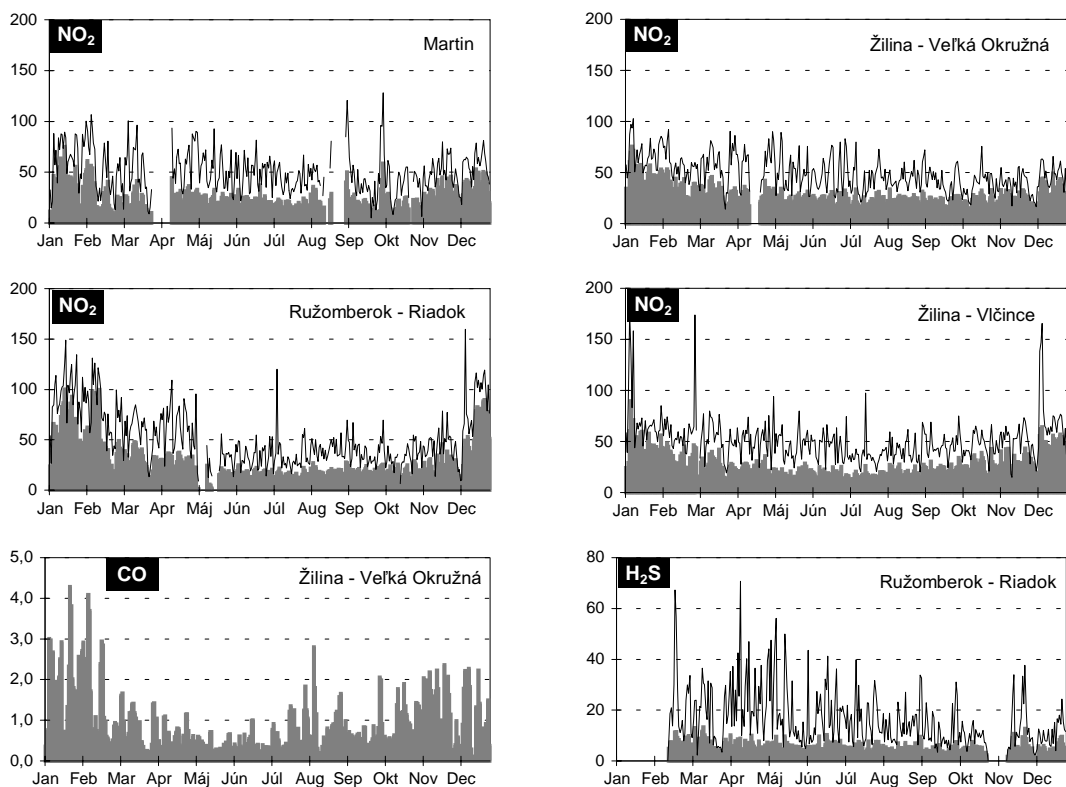 NO₂
Martin
200
150
100
50
0
Jan Feb Mar Apr Máj Jún Júl Aug Sep Okt Nov Dec
NO₂
Žilina - Veľká Okružná
200
150
100
50
0
Jan Feb Mar Apr Máj Jún Júl Aug Sep Okt Nov Dec
NO₂
Ružomberok - Riadok
200
150
100
50
0
Jan Feb Mar Apr Máj Jún Júl Aug Sep Okt Nov Dec
NO₂
Žilina - Vlčince
200
150
100
50
0
Jan Feb Mar Apr Máj Jún Júl Aug Sep Okt Nov Dec
CO
Žilina - Veľká Okružná
5,0
4,0
3,0
2,0
1,0
0,0
Jan Feb Mar Apr Máj Jún Júl Aug Sep Okt Nov Dec
H₂S
Ružomberok - Riadok
80
60
40
20
0
Jan Feb Mar Apr Máj Jún Júl Aug Sep Okt Nov Dec